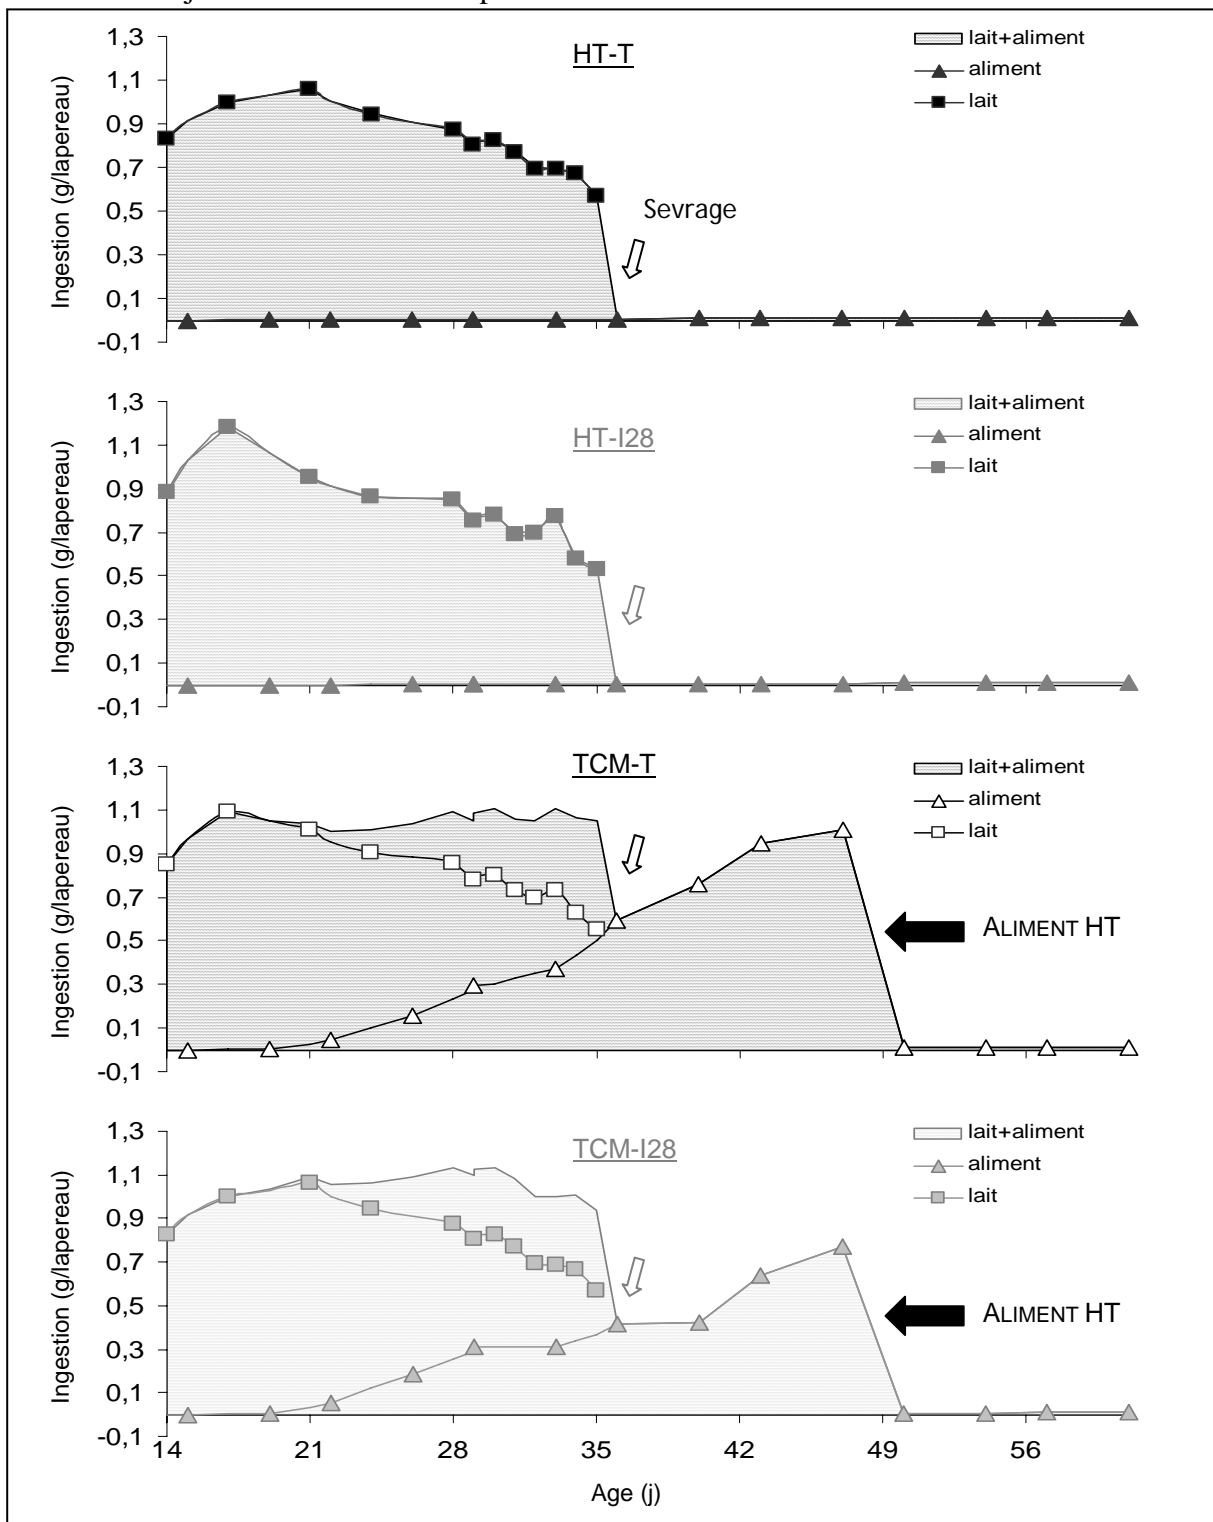 Ingestion (g/lapereau)
1,3
1,1
0,9
0,7
0,5
0,3
0,1
-0,1
HT-T
lait+aliment
aliment
lait
Sevrage
Ingestion (g/lapereau)
1,3
1,1
0,9
0,7
0,5
0,3
0,1
-0,1
HT-I28
lait+aliment
aliment
lait
Ingestion (g/lapereau)
1,3
1,1
0,9
0,7
0,5
0,3
0,1
-0,1
TCM-T
lait+aliment
aliment
lait
ALIMENT HT
Ingestion (g/lapereau)
1,3
1,1
0,9
0,7
0,5
0,3
0,1
-0,1
TCM-I28
lait+aliment
aliment
lait
ALIMENT HT
14 21 28 35 42 49 56
Age (j)